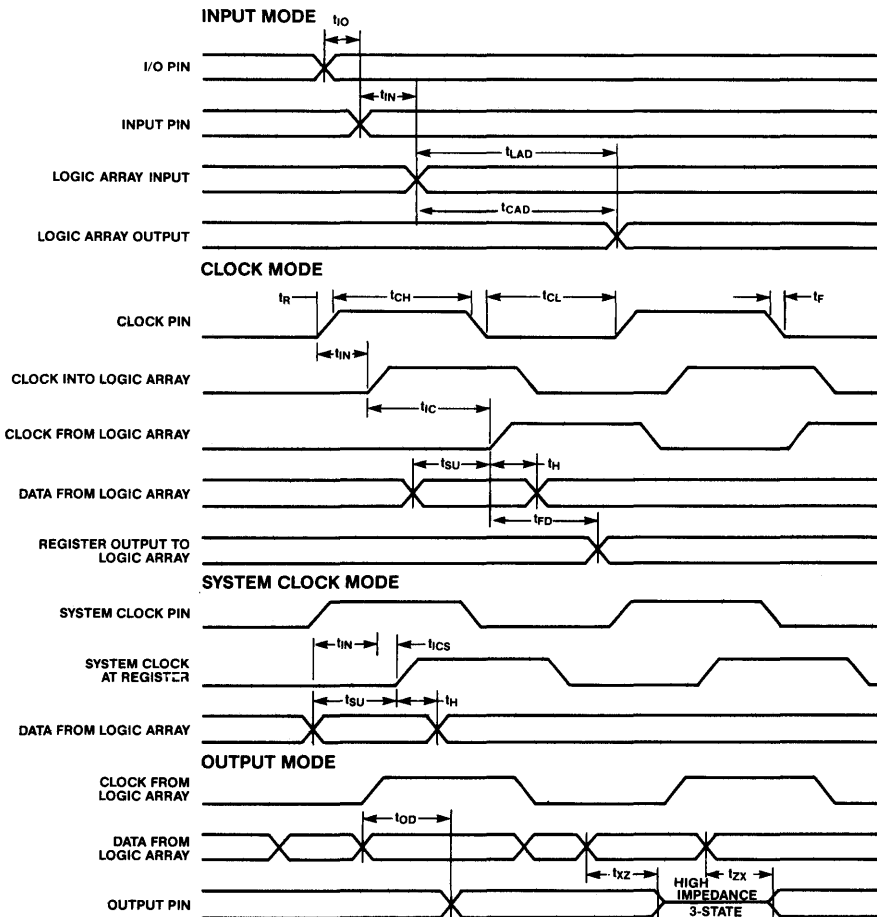 INPUT MODE
tIO
I/O PIN
tIN
INPUT PIN
tLAD
LOGIC ARRAY INPUT
tCAD
LOGIC ARRAY OUTPUT
CLOCK MODE
tR
tCH
tCL
tF
CLOCK PIN
tIN
CLOCK INTO LOGIC ARRAY
tIC
CLOCK FROM LOGIC ARRAY
tSU
tH
DATA FROM LOGIC ARRAY
tFD
REGISTER OUTPUT TO
LOGIC ARRAY
SYSTEM CLOCK MODE
SYSTEM CLOCK PIN
tIN
tICS
SYSTEM CLOCK
AT REGISTER
tSU
tH
DATA FROM LOGIC ARRAY
OUTPUT MODE
CLOCK FROM
LOGIC ARRAY
tOD
DATA FROM
LOGIC ARRAY
tXZ
tZX
HIGH
IMPEDANCE
3-STATE
OUTPUT PIN